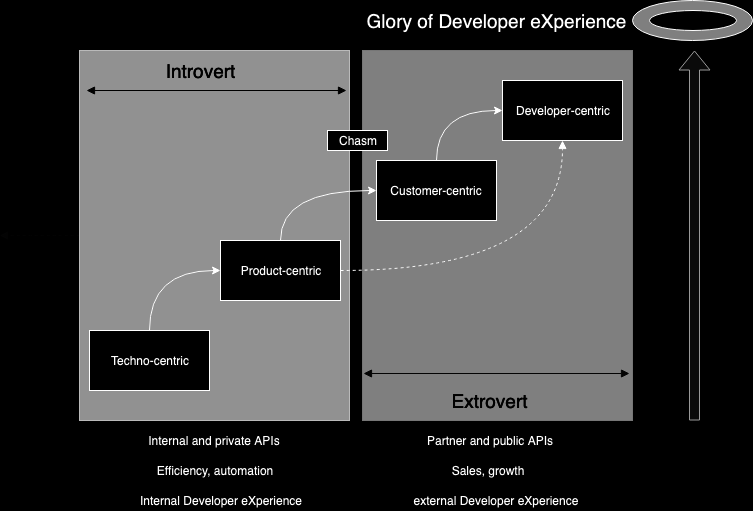 Glory of Developer eXperience
Introvert
Developer-centric
Chasm
Customer-centric
Product-centric
Techno-centric
Extrovert
Internal and private APIs
Partner and public APIs
Efficiency, automation
Sales, growth
Internal Developer eXperience
external Developer eXperience